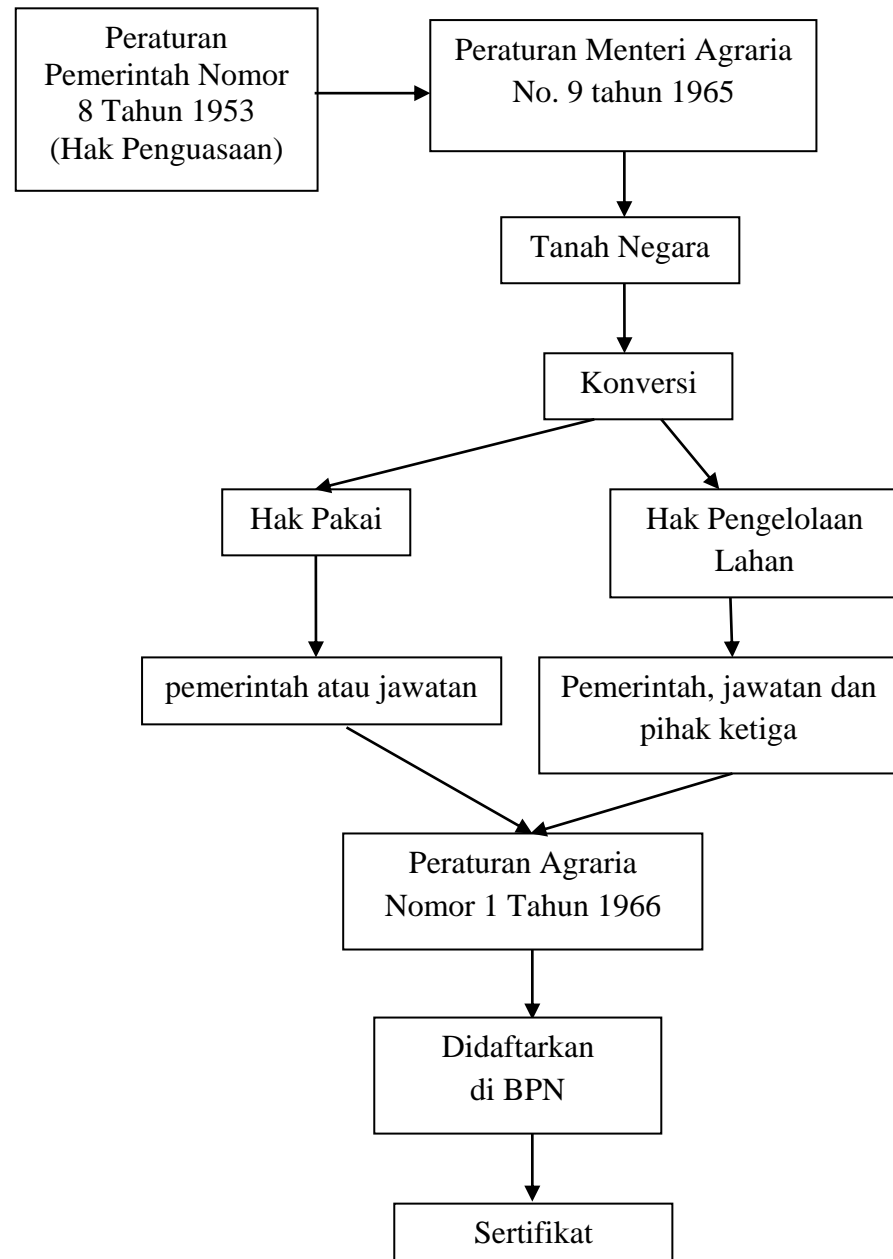 Peraturan
Pemerintah Nomor
8 Tahun 1953
(Hak Penguasaan)
Peraturan Menteri Agraria
No. 9 tahun 1965
Tanah Negara
Konversi
Hak Pakai
Hak Pengelolaan
Lahan
pemerintah atau jawatan
Pemerintah, jawatan dan
pihak ketiga
Peraturan Agraria
Nomor 1 Tahun 1966
Didaftarkan
di BPN
Sertifikat